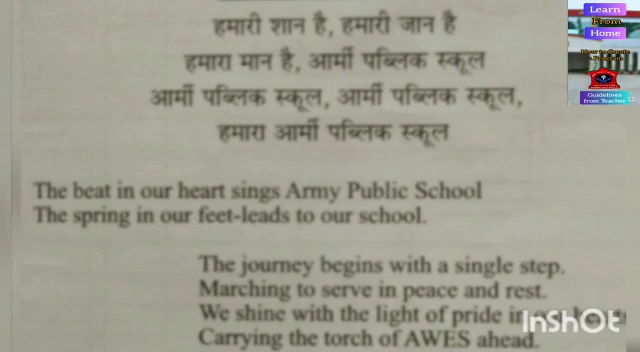 हमारी शान है, हमारी जान है
हमारा मान है, आर्मी पब्लिक स्कूल
आर्मी पब्लिक स्कूल, आर्मी पब्लिक स्कूल,
हमारा आर्मी पब्लिक स्कूल
The beat in our heart sings Army Public School
The spring in our feet-leads to our school.
The journey begins with a single step.
Marching to serve in peace and rest.
We shine with the light of pride in
Carrying the torch of AWES ahead.
Learn
From
Home
Guidelines
from Teacher
InShOt